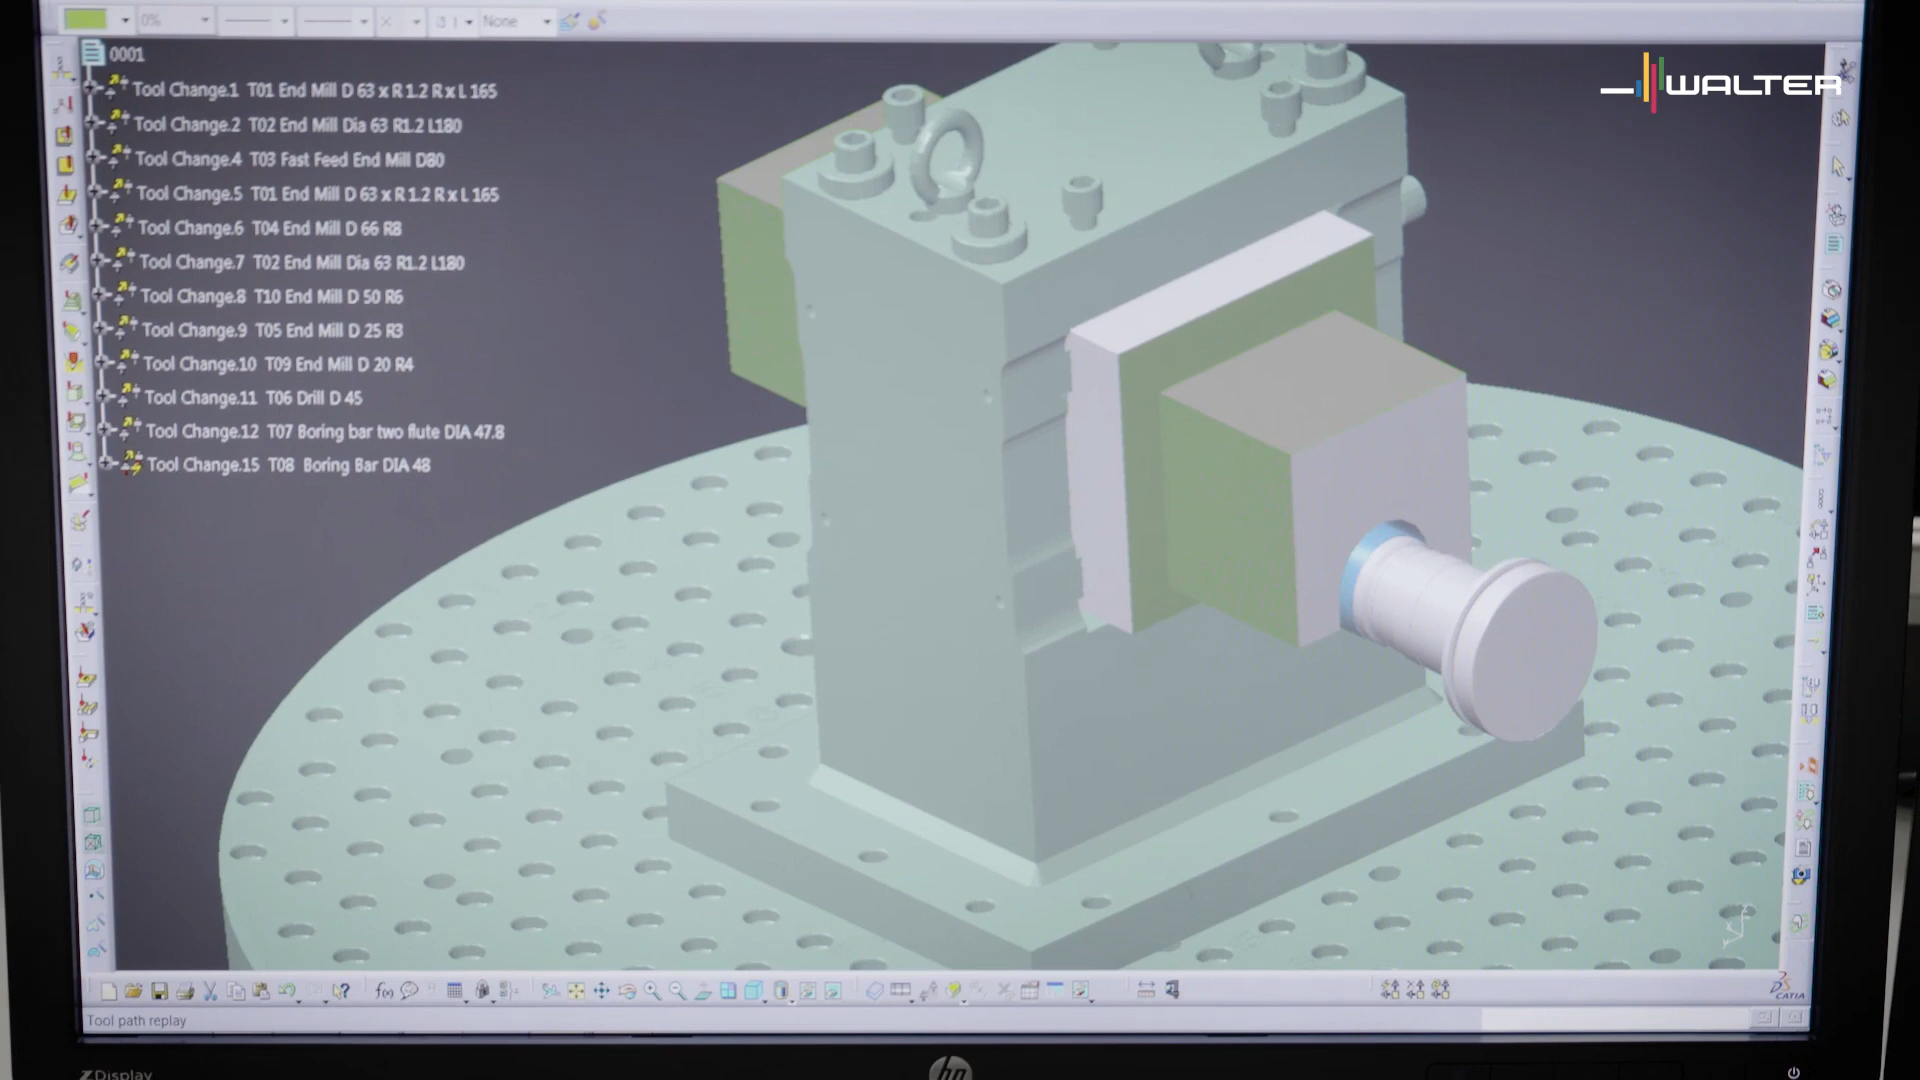 0%
None
0001
Tool Change.1 T01 End Mill D 63 x R 1.2 R x L 165
Tool Change.2 T02 End Mill Dia 63 R1.2 L180
Tool Change.4 T03 Fast Feed End Mill D80
Tool Change.5 T01 End Mill D 63 x R 1.2 R x L 165
Tool Change.6 T04 End Mill D 66 R8
Tool Change.7 T02 End Mill Dia 63 R1.2 L180
Tool Change.8 T10 End Mill D 50 R6
Tool Change.9 T05 End Mill D 25 R3
Tool Change.10 T09 End Mill D 20 R4
Tool Change.11 T06 Drill D 45
Tool Change.12 T07 Boring bar two flute DIA 47.8
Tool Change.15 T08 Boring Bar DIA 48
WALTER
f(x)
CATIA
Tool path replay
ZDisplay
hp